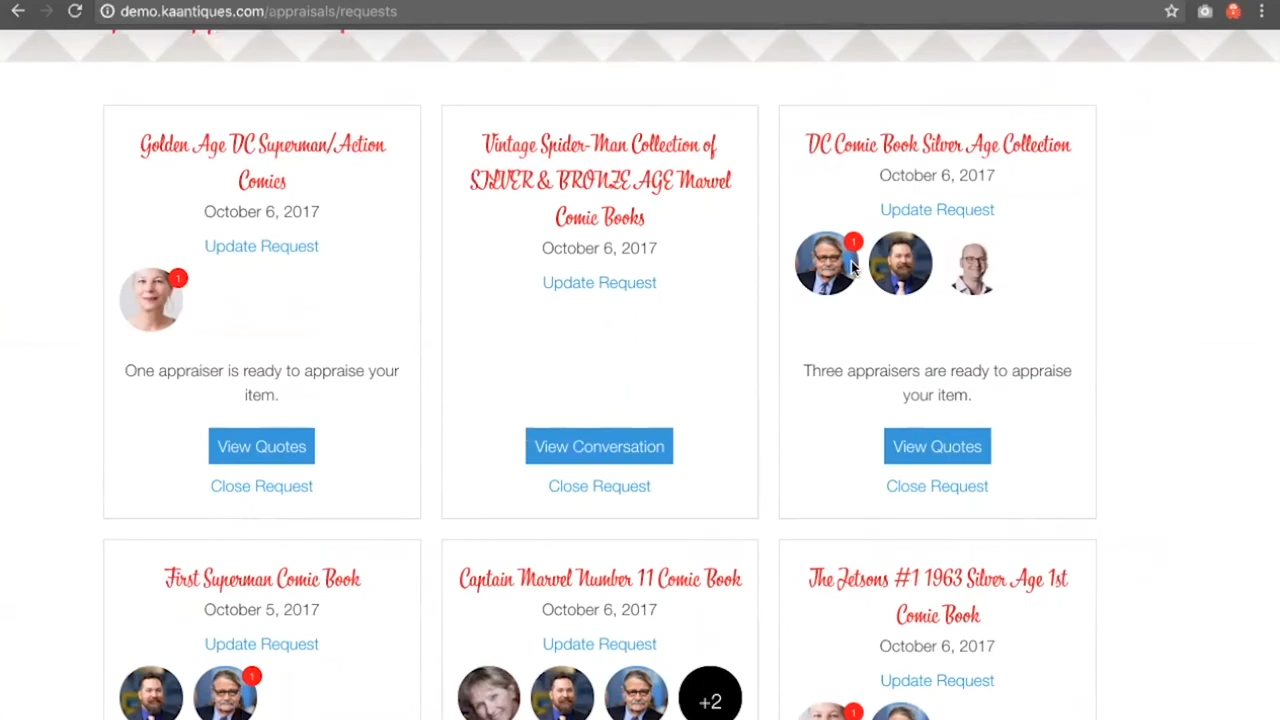 demo.kaantiques.com/appraisals/requests
Golden Age DC Superman/Action
Comics
October 6, 2017
Update Request
1
One appraiser is ready to appraise your
item.
View Quotes
Close Request
Vintage Spider-Man Collection of
SILVER & BRONZE AGE Marvel
Comic Books
October 6, 2017
Update Request
View Conversation
Close Request
DC Comic Book Silver Age Collection
October 6, 2017
Update Request
1
Three appraisers are ready to appraise
your item.
View Quotes
Close Request
First Superman Comic Book
October 5, 2017
Update Request
1
Captain Marvel Number 11 Comic Book
October 6, 2017
Update Request
+2
The Jetsons #1 1963 Silver Age 1st
Comic Book
October 6, 2017
Update Request
1